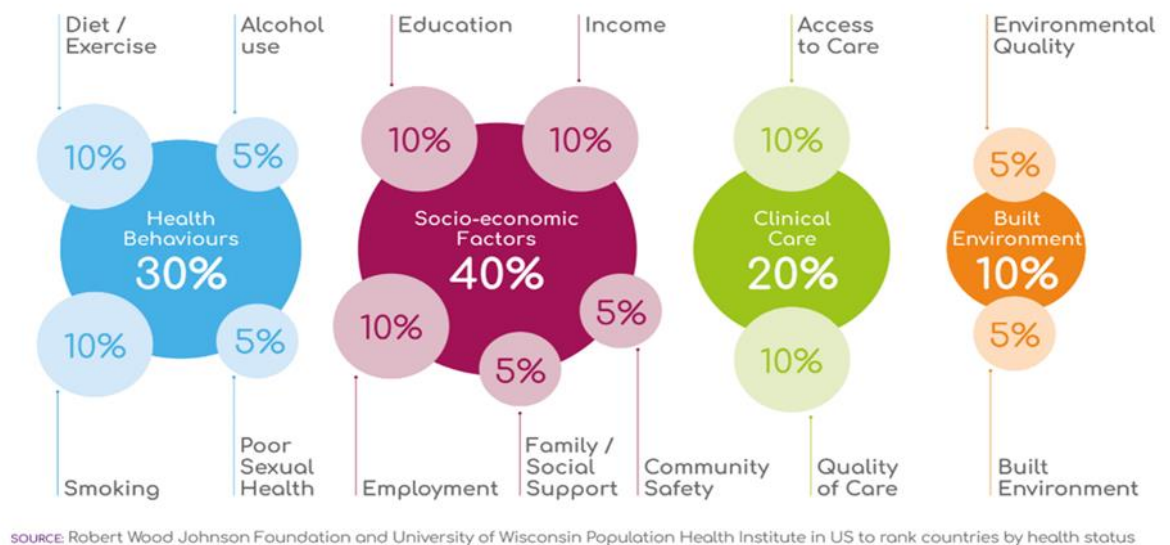 Diet /
Exercise
Alcohol
use
Education
Income
Access
to Care
Environmental
Quality
10%
5%
10%
10%
10%
5%
Health
Behaviours
30%
Socio-economic
Factors
40%
Clinical
Care
20%
Built
Environment
10%
10%
5%
10%
5%
5%
10%
5%
Smoking
Poor
Sexual
Health
Employment
Family /
Social
Support
Community
Safety
Quality
of Care
Built
Environment
SOURCE: Robert Wood Johnson Foundation and University of Wisconsin Population Health Institute in US to rank countries by health status